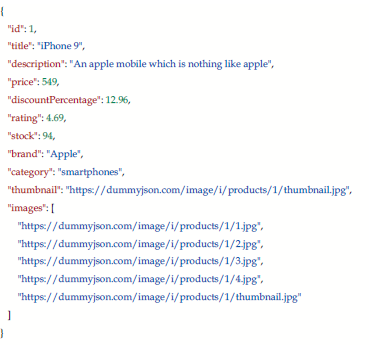 {
"id": 1,
"title": "iPhone 9",
"description": "An apple mobile which is nothing like apple",
"price": 549,
"discountPercentage": 12.96,
"rating": 4.69,
"stock": 94,
"brand": "Apple",
"category": "smartphones",
"thumbnail": "https://dummyjson.com/image/i/products/1/thumbnail.jpg",
"images": [
"https://dummyjson.com/image/i/products/1/1.jpg",
"https://dummyjson.com/image/i/products/1/2.jpg",
"https://dummyjson.com/image/i/products/1/3.jpg",
"https://dummyjson.com/image/i/products/1/4.jpg",
"https://dummyjson.com/image/i/products/1/thumbnail.jpg"
]
}